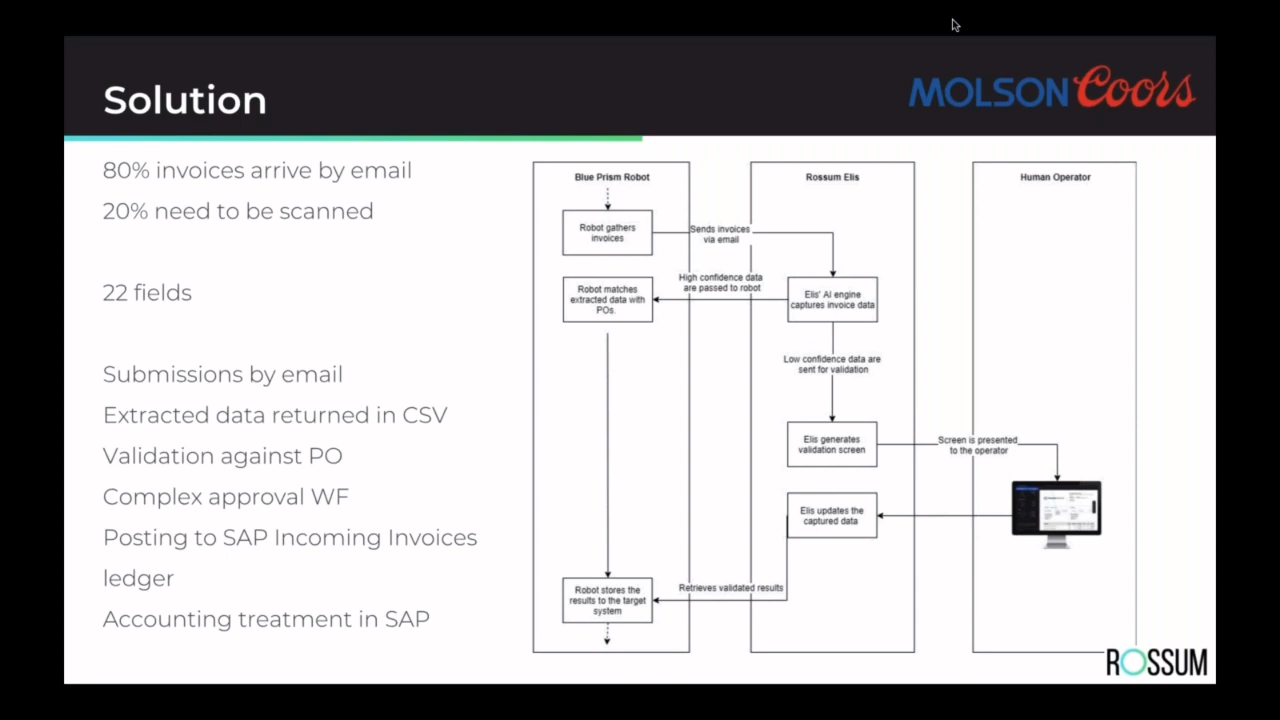 Solution
MOLSON Coors
80% invoices arrive by email
20% need to be scanned
22 fields
Submissions by email
Extracted data returned in CSV
Validation against PO
Complex approval WF
Posting to SAP Incoming Invoices
ledger
Accounting treatment in SAP
Blue Prism Robot
Rossum Elis
Human Operator
Robot gathers
invoices
Sends invoices
via email
High confidence data
are passed to robot
Robot matches
extracted data with
POs.
Elis' AI engine
captures invoice data
Low confidence data are
sent for validation
Elis generates
validation screen
Screen is presented
to the operator
Elis updates the
captured data
Retrieves validated results
Robot stores the
results to the target
system
ROSSUM